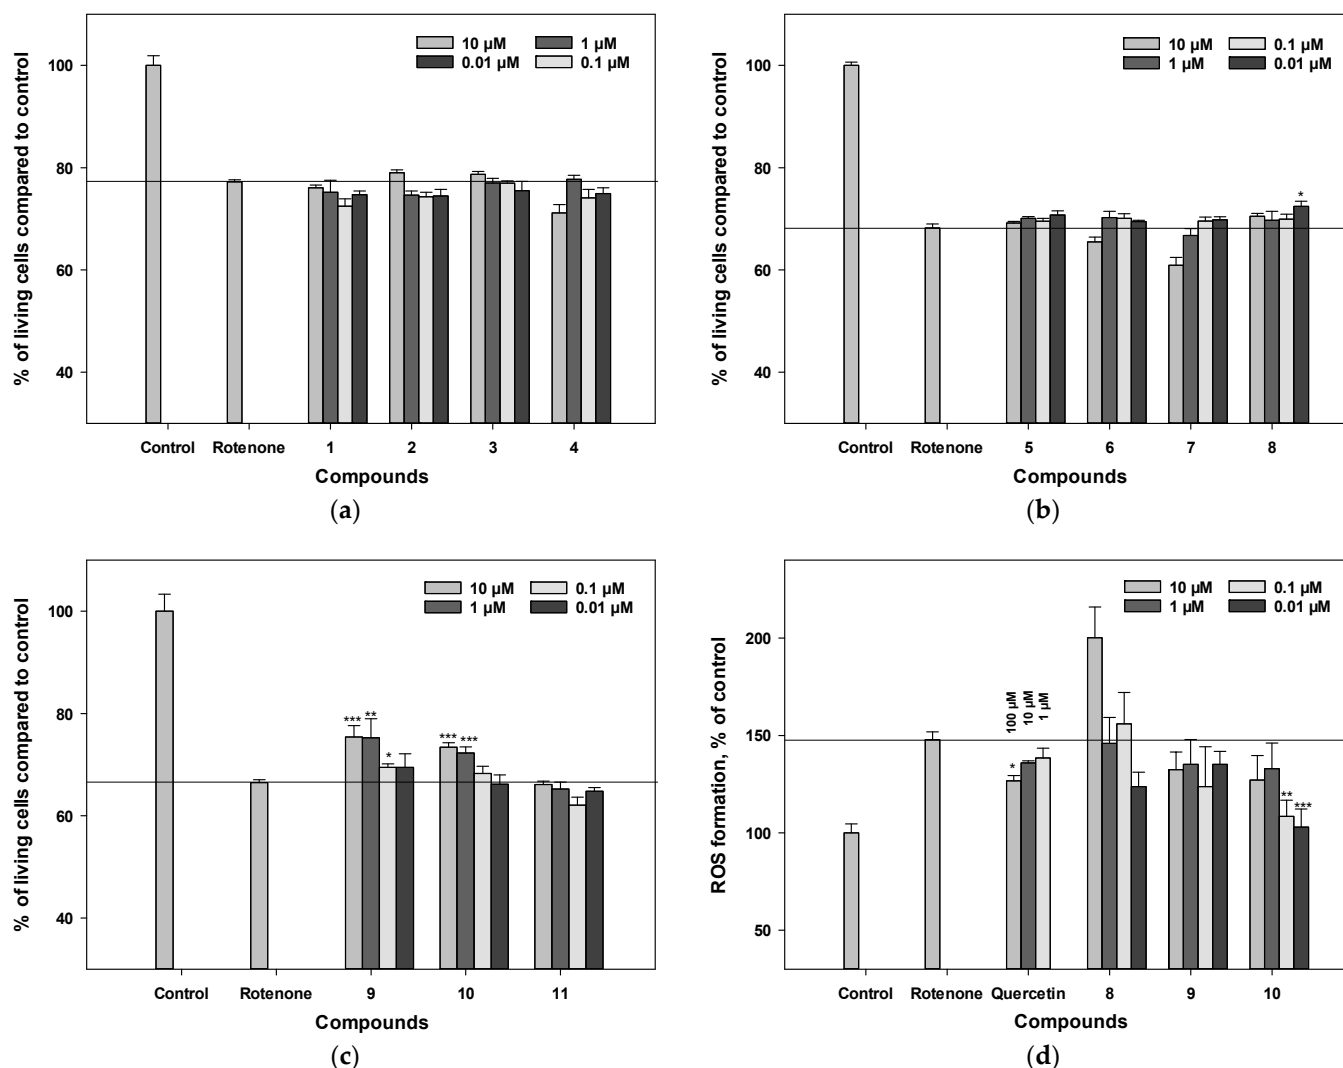 % of living cells compared to control
100
80
60
40
10 µM
1 µM
0.01 µM
0.1 µM
Control
Rotenone
1
2
3
4
Compounds
(a)
% of living cells compared to control
100
80
60
40
10 µM
0.1 µM
1 µM
0.01 µM
*
Control
Rotenone
5
6
7
8
Compounds
(b)
% of living cells compared to control
100
80
60
40
10 µM
0.1 µM
1 µM
0.01 µM
***
**
*
***
***
Control
Rotenone
9
10
11
Compounds
(c)
ROS formation, % of control
200
150
100
50
10 µM
0.1 µM
1 µM
0.01 µM
100 µM
10 µM
1 µM
*
**
***
Control
Rotenone
Quercetin
8
9
10
Compounds
(d)